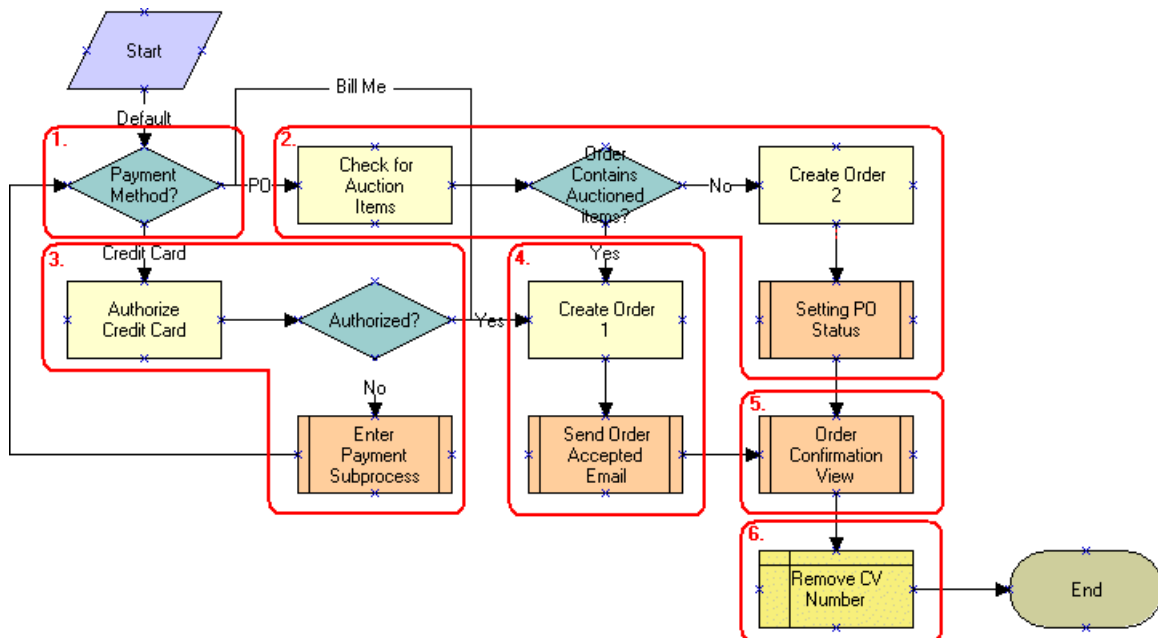 Start
Bill Me
Default
1.
Payment
Method?
PO
2.
Check for
Auction
Items
Order
Contains
Auctioned
items?
No
Create Order
2
Credit Card
Yes
3.
Authorize
Credit Card
Authorized?
Yes
4.
Create Order
1
Setting PO
Status
No
Enter
Payment
Subprocess
Send Order
Accepted
Email
5.
Order
Confirmation
View
6.
Remove CV
Number
End